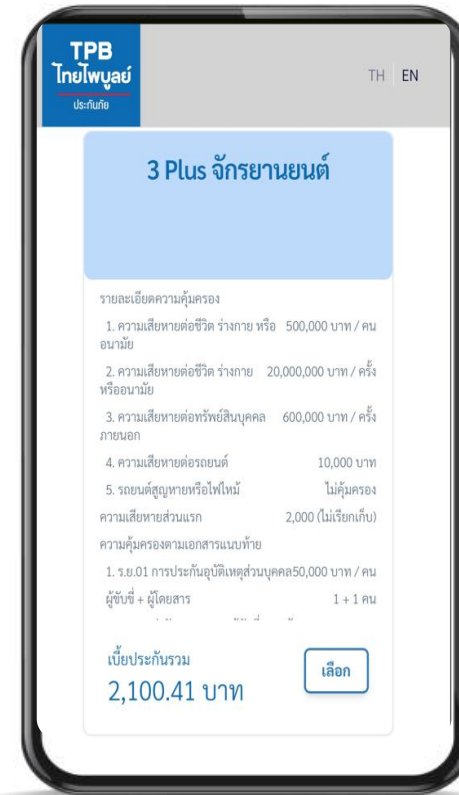 TPB
ไทยไพบูลย์
ประกันภัย
TH EN
3 Plus จักรยานยนต์
รายละเอียดความคุ้มครอง
1. ความเสียหายต่อชีวิต ร่างกาย หรือ 500,000 บาท / คน
อนามัย
2. ความเสียหายต่อชีวิต ร่างกาย 20,000,000 บาท / ครั้ง
หรืออนามัย
3. ความเสียหายต่อทรัพย์สินบุคคล 600,000 บาท / ครั้ง
ภายนอก
4. ความเสียหายต่อรถยนต์ 10,000 บาท
5. รถยนต์สูญหายหรือไฟไหม้ ไม่คุ้มครอง
ความเสียหายส่วนแรก 2,000 (ไม่เรียกเก็บ)
ความคุ้มครองตามเอกสารแนบท้าย
1. ร.ย.01 การประกันอุบัติเหตุส่วนบุคคล50,000 บาท / คน
ผู้ขับขี่ + ผู้โดยสาร 1 + 1 คน
เบี้ยประกันรวม
เลือก
2,100.41 บาท